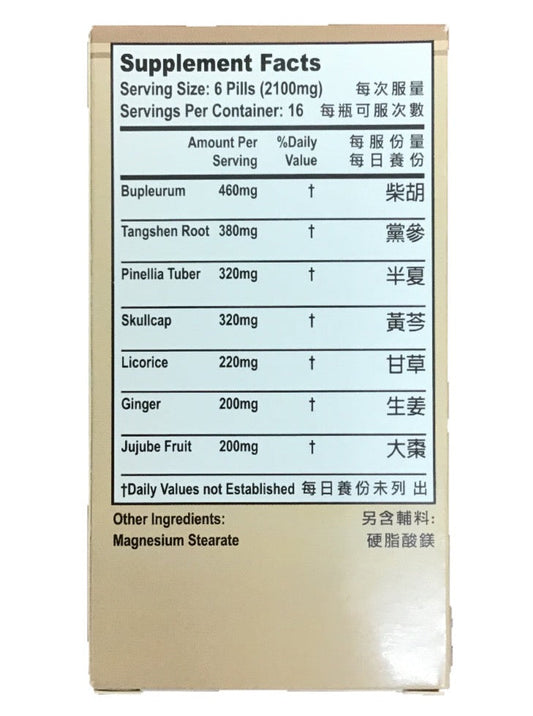 Supplement Facts
Serving Size: 6 Pills (2100mg) 每次服量
Servings Per Container: 16 每瓶可服次數
Amount Per %Daily 每服份量
Serving Value 每日養份
Bupleurum 460mg † 柴胡
Tangshen Root 380mg † 黨參
Pinellia Tuber 320mg † 半夏
Skullcap 320mg † 黃芩
Licorice 220mg † 甘草
Ginger 200mg † 生姜
Jujube Fruit 200mg † 大棗
†Daily Values not Established 每日養份未列出
Other Ingredients: 另含輔料:
Magnesium Stearate 硬脂酸鎂